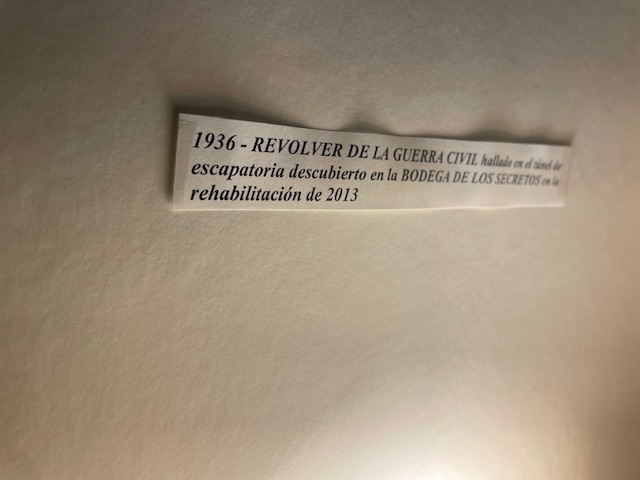 1936 - REVOLVER DE LA GUERRA CIVIL hallado en el túnel de
escapatoria descubierto en la BODEGA DE LOS SECRETOS en la
rehabilitación de 2013